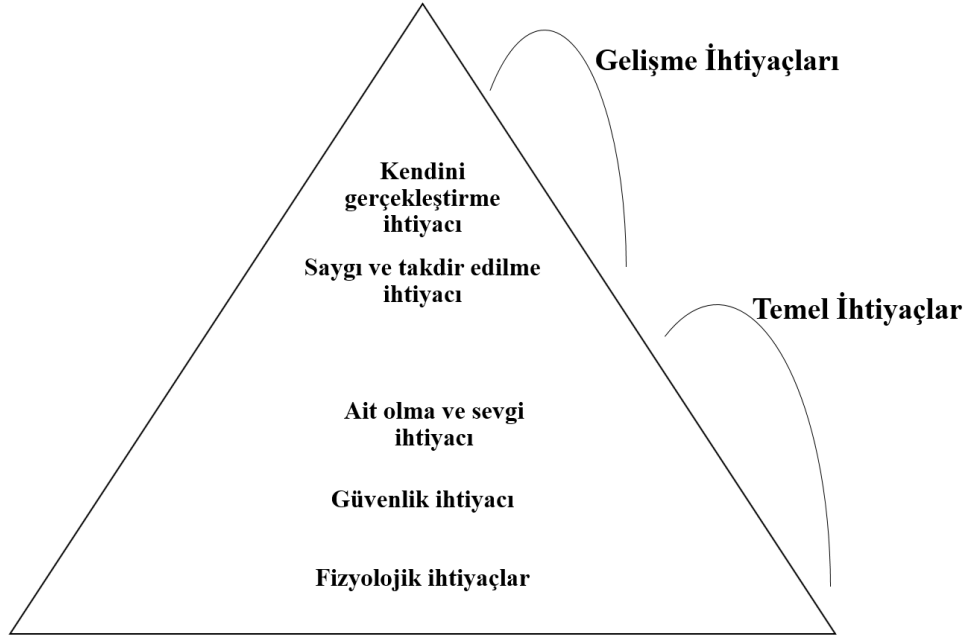 Gelişme İhtiyaçları
Kendini
gerçekleştirme
ihtiyacı
Saygı ve takdir edilme
ihtiyacı
Temel İhtiyaçlar
Ait olma ve sevgi
ihtiyacı
Güvenlik ihtiyacı
Fizyolojik ihtiyaçlar